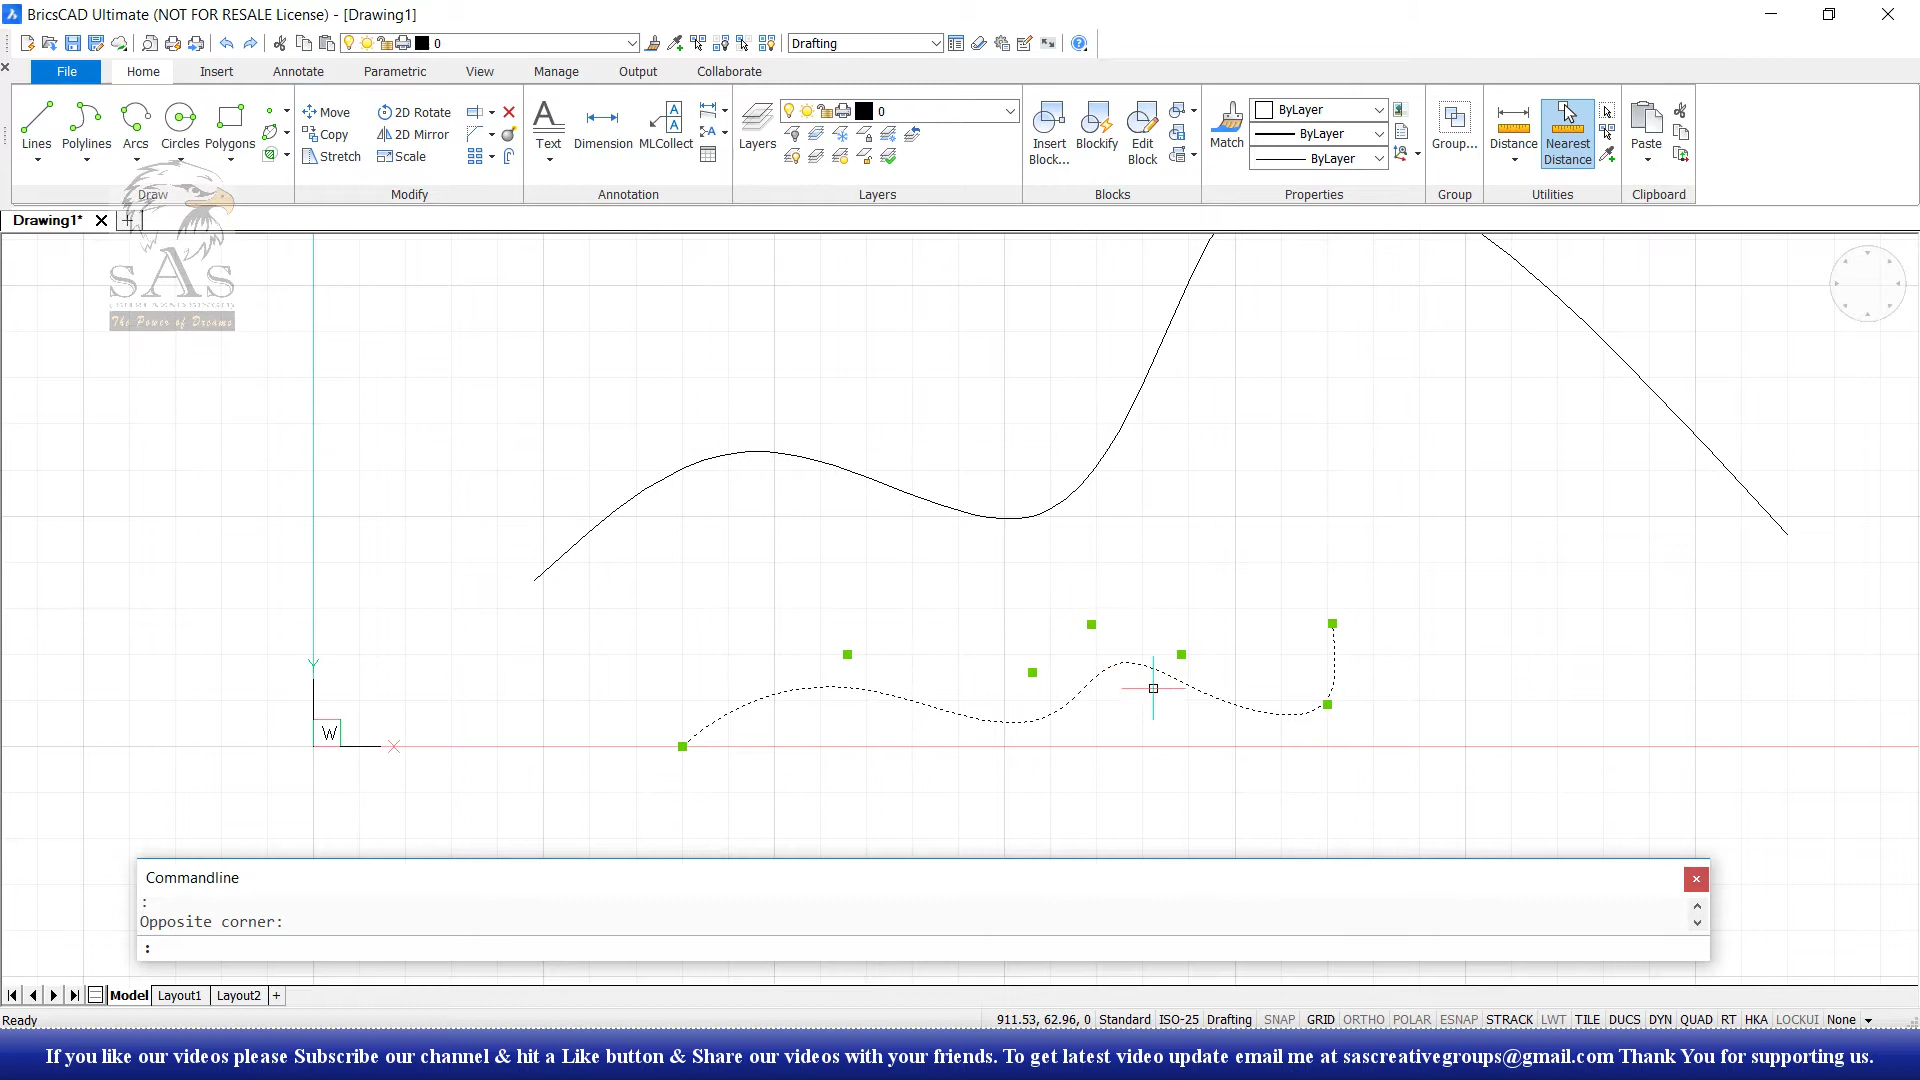 BricsCAD Ultimate (NOT FOR RESALE License) - [Drawing1]
0
Drafting
File Home Insert Annotate Parametric View Manage Output Collaborate
Lines Polylines Arcs Circles Polygons
Move 2D Rotate
Copy 2D Mirror
Stretch Scale
Text Dimension MLCollect
Layers
0
Insert Block...
Blockify
Edit Block
Match
ByLayer
ByLayer
ByLayer
Group...
Distance
Nearest Distance
Paste
Draw Modify Annotation Layers Blocks Properties Group Utilities Clipboard
Drawing1*
sAs
The Power of Dreams
Y
W
X
Commandline
:
Opposite corner:
:
Model Layout1 Layout2 +
Ready
911.53, 62.96, 0 Standard ISO-25 Drafting SNAP GRID ORTHO POLAR ESNAP STRACK LWT TILE DUCS DYN QUAD RT HKA LOCKUI None
If you like our videos please Subscribe our channel & hit a Like button & Share our videos with your friends. To get latest video update email me at sascreativegroups@gmail.com Thank You for supporting us.